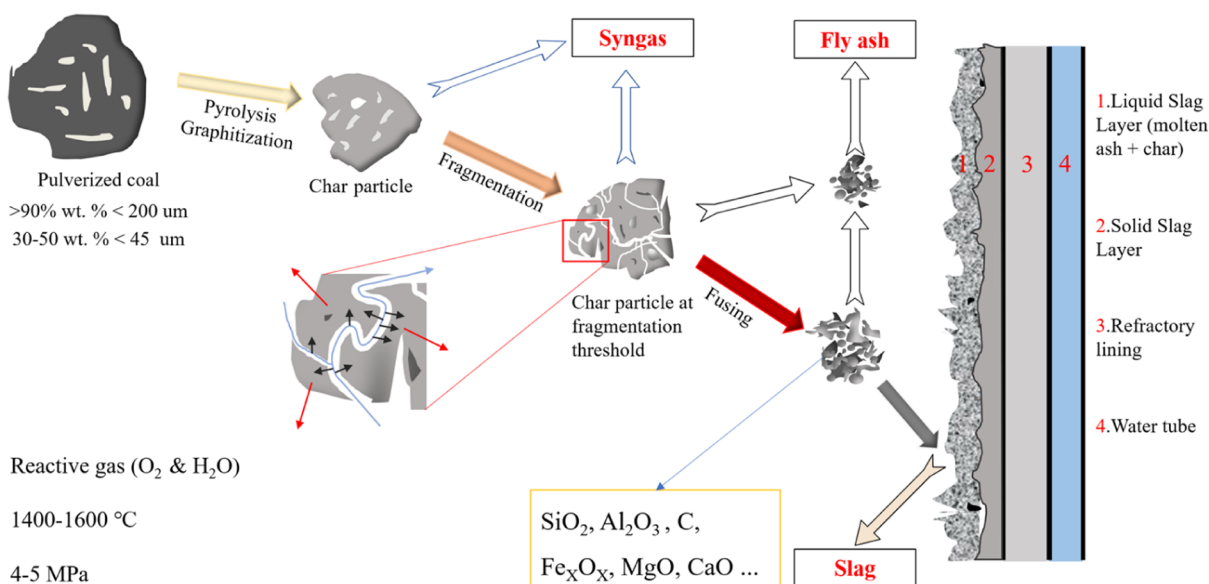 Syngas
Fly ash
Pyrolysis
Graphitization
Pulverized coal
>90% wt. % < 200 um
30-50 wt. % < 45 um
Char particle
Fragmentation
Char particle at
fragmentation
threshold
Fusing
1
2
3
4
1.Liquid Slag
Layer (molten
ash + char)
2.Solid Slag
Layer
3.Refractory
lining
4.Water tube
Reactive gas (O₂ & H₂O)
1400-1600 ℃
4-5 MPa
SiO₂, Al₂O₃ , C,
FeₓOₓ, MgO, CaO ...
Slag